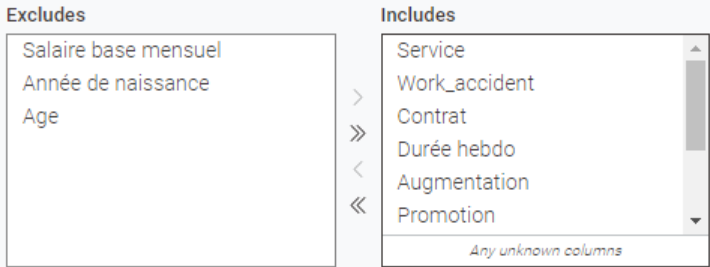 Excludes
Salaire base mensuel
Année de naissance
Age
Includes
Service
Work_accident
Contrat
Durée hebdo
Augmentation
Promotion
Any unknown columns